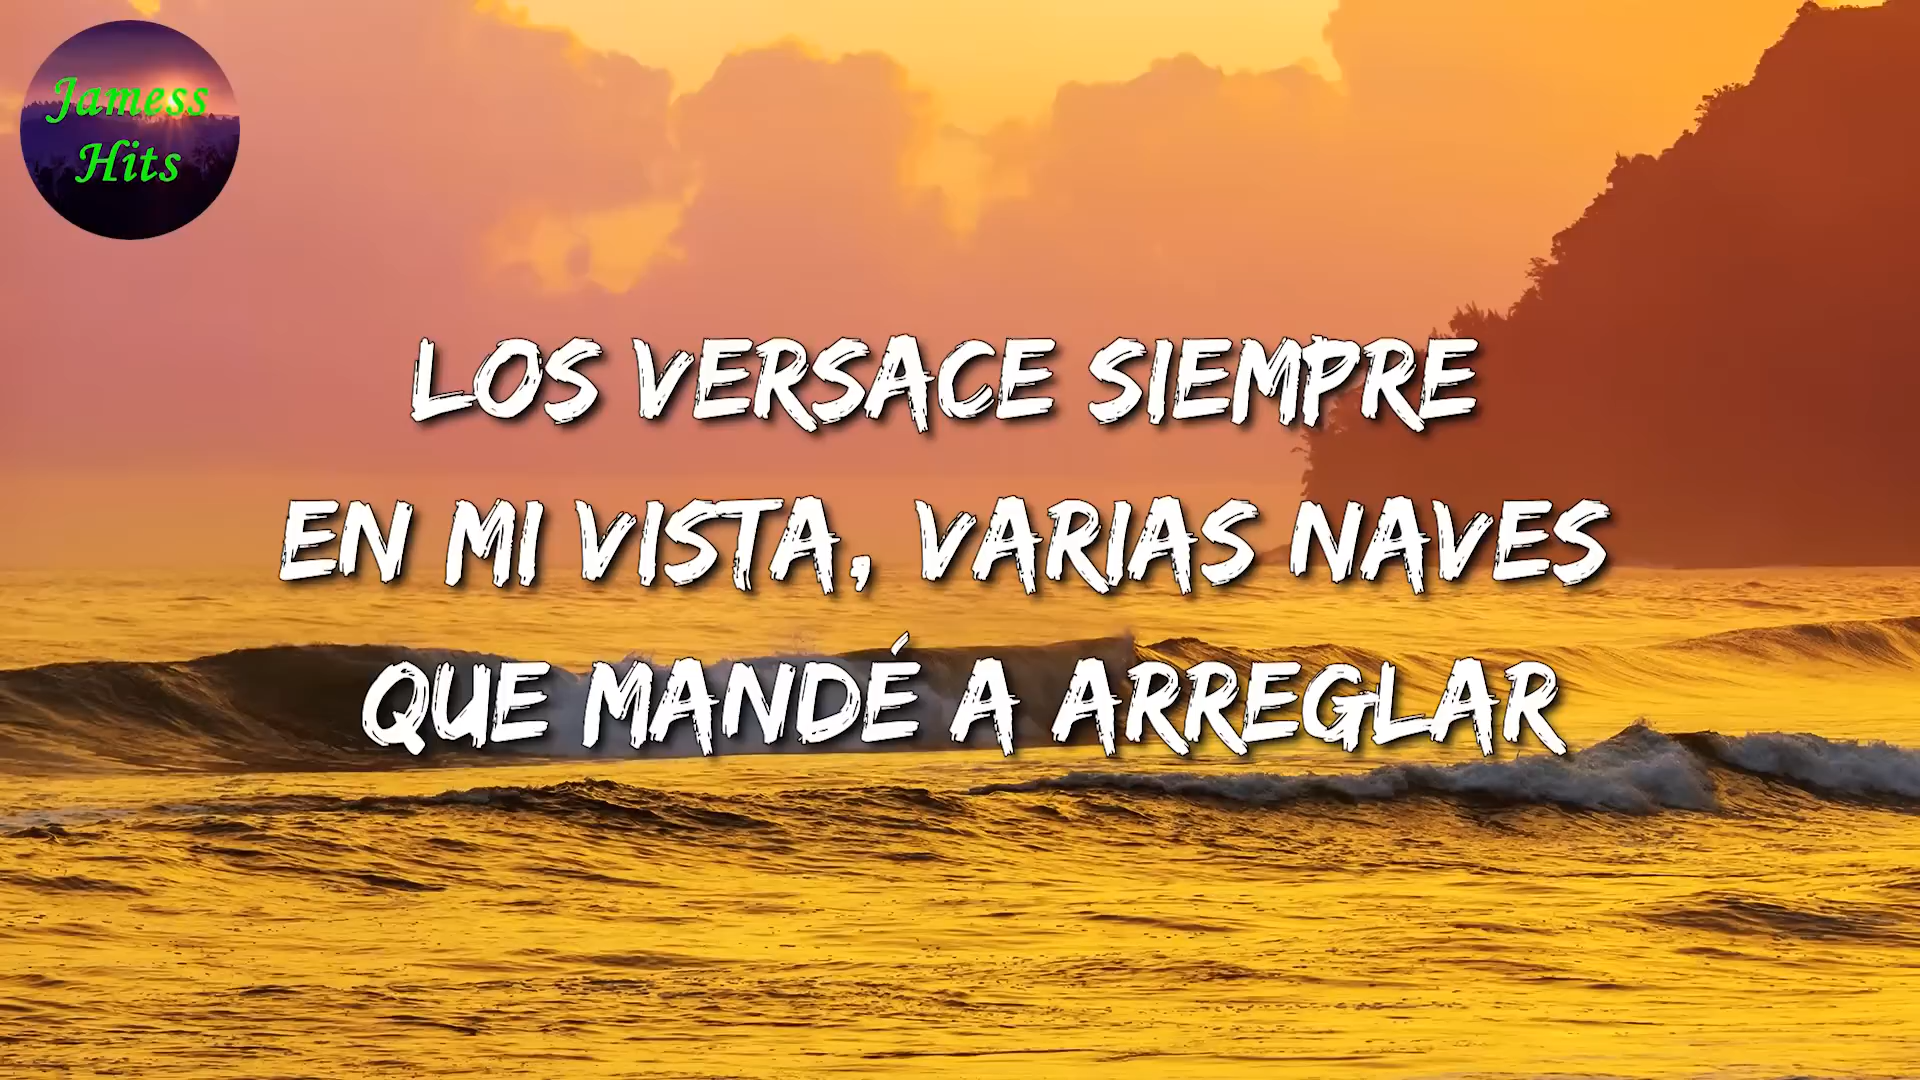 Jamess
Hits
LOS VERSACE SIEMPRE
EN MI VISTA, VARIAS NAVES
QUE MANDÉ A ARREGLAR